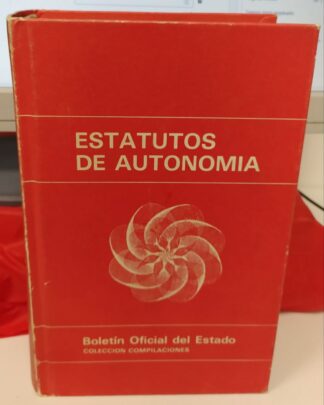 ESTATUTOS
DE AUTONOMIA
Boletín Oficial del Estado
COLECCION COMPILACIONES